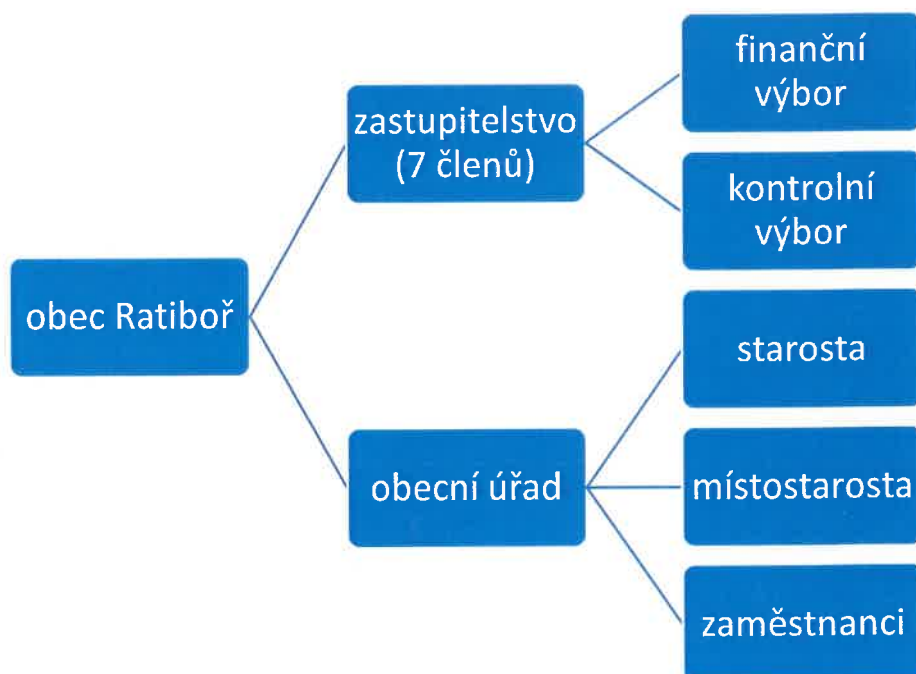 obec Ratiboř
zastupitelstvo
(7 členů)
finanční
výbor
kontrolní
výbor
obecní úřad
starosta
místostarosta
zaměstnanci